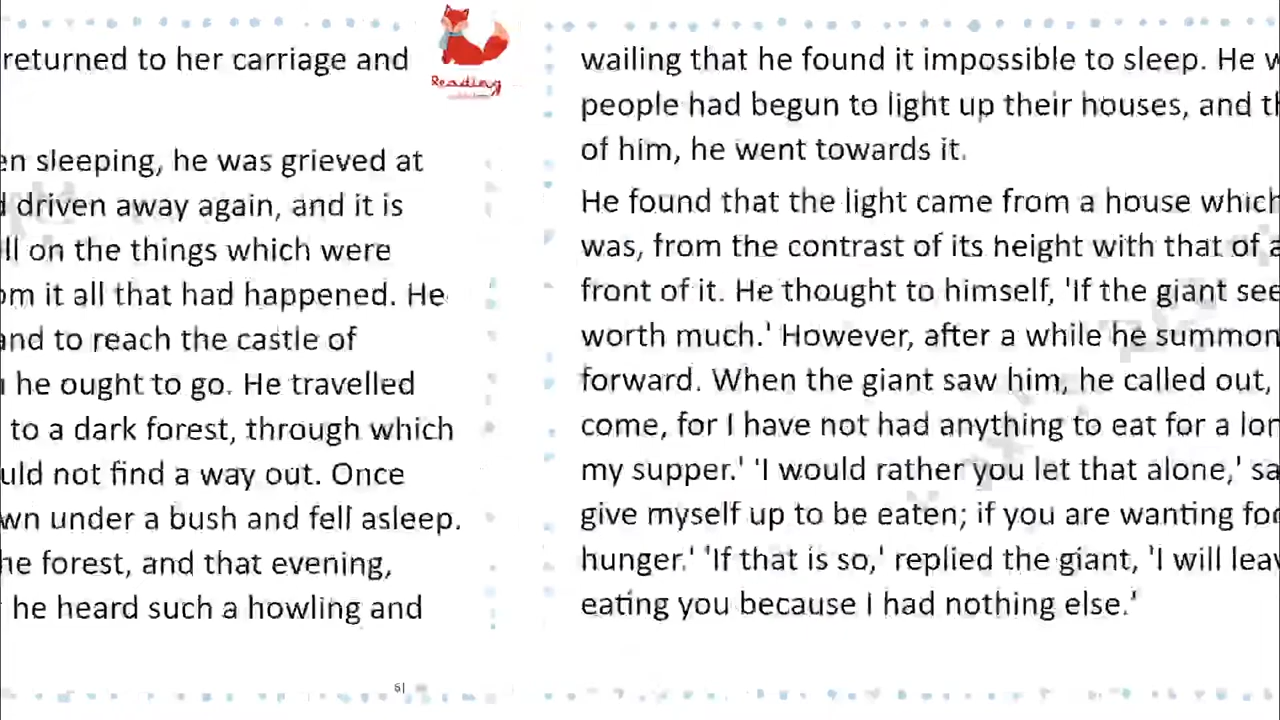 returned to her carriage and
Reading
en sleeping, he was grieved at
d driven away again, and it is
ll on the things which were
om it all that had happened. He
and to reach the castle of
he ought to go. He travelled
to a dark forest, through which
uld not find a way out. Once
wn under a bush and fell asleep.
he forest, and that evening,
he heard such a howling and
61
wailing that he found it impossible to sleep. He w
people had begun to light up their houses, and th
of him, he went towards it.
He found that the light came from a house which
was, from the contrast of its height with that of a
front of it. He thought to himself, 'If the giant see
worth much.' However, after a while he summon
forward. When the giant saw him, he called out,
come, for I have not had anything to eat for a lon
my supper.' 'I would rather you let that alone,' sa
give myself up to be eaten; if you are wanting foo
hunger.' 'If that is so,' replied the giant, 'I will leav
eating you because I had nothing else.'